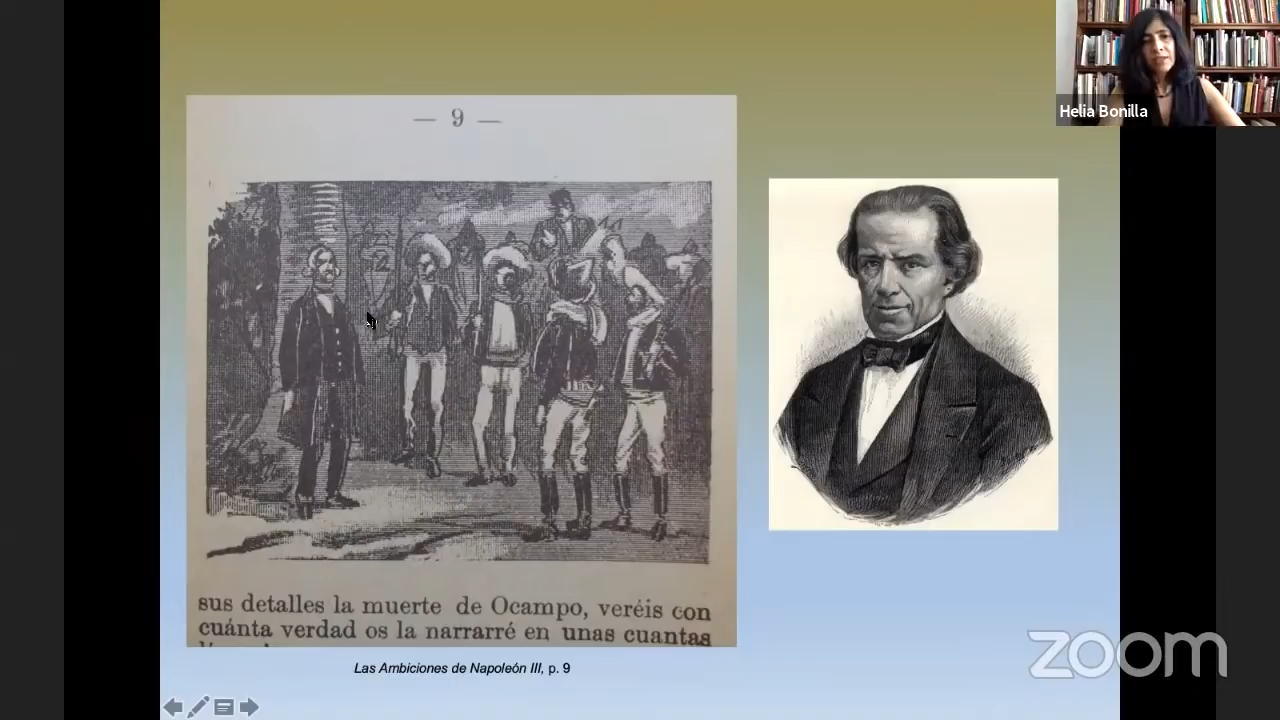 Helia Bonilla
— 9 —
sus detalles la muerte de Ocampo, veréis con
cuánta verdad os la narrarré en unas cuantas
Las Ambiciones de Napoleón III, p. 9
zoom